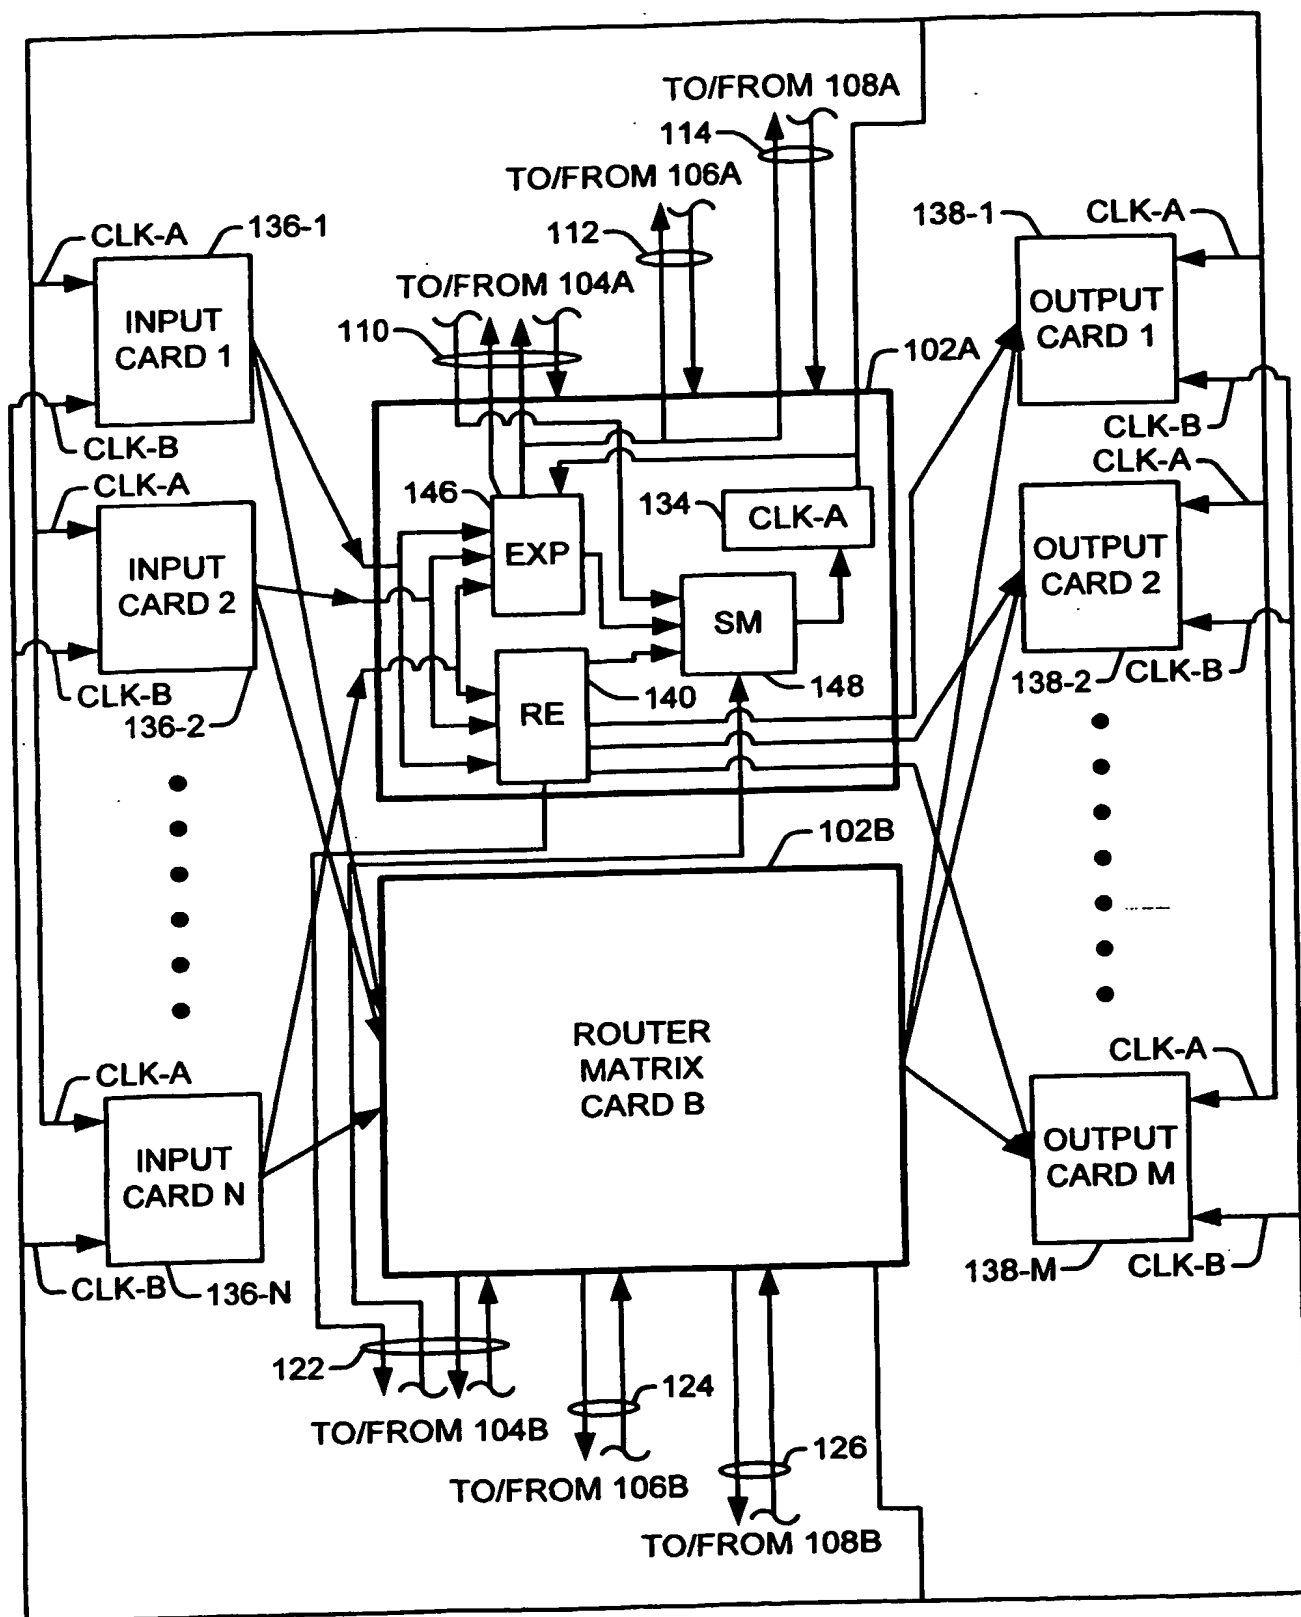 TO/FROM 108A
114
TO/FROM 106A
112
TO/FROM 104A
110
102A
CLK-A
136-1
INPUT
CARD 1
CLK-B
CLK-A
INPUT
CARD 2
CLK-B
136-2
CLK-A
INPUT
CARD N
CLK-B
136-N
146
EXP
134
CLK-A
SM
148
RE
140
102B
ROUTER
MATRIX
CARD B
138-1
CLK-A
OUTPUT
CARD 1
CLK-B
CLK-A
OUTPUT
CARD 2
138-2
CLK-B
CLK-A
OUTPUT
CARD M
138-M
CLK-B
122
TO/FROM 104B
124
TO/FROM 106B
126
TO/FROM 108B